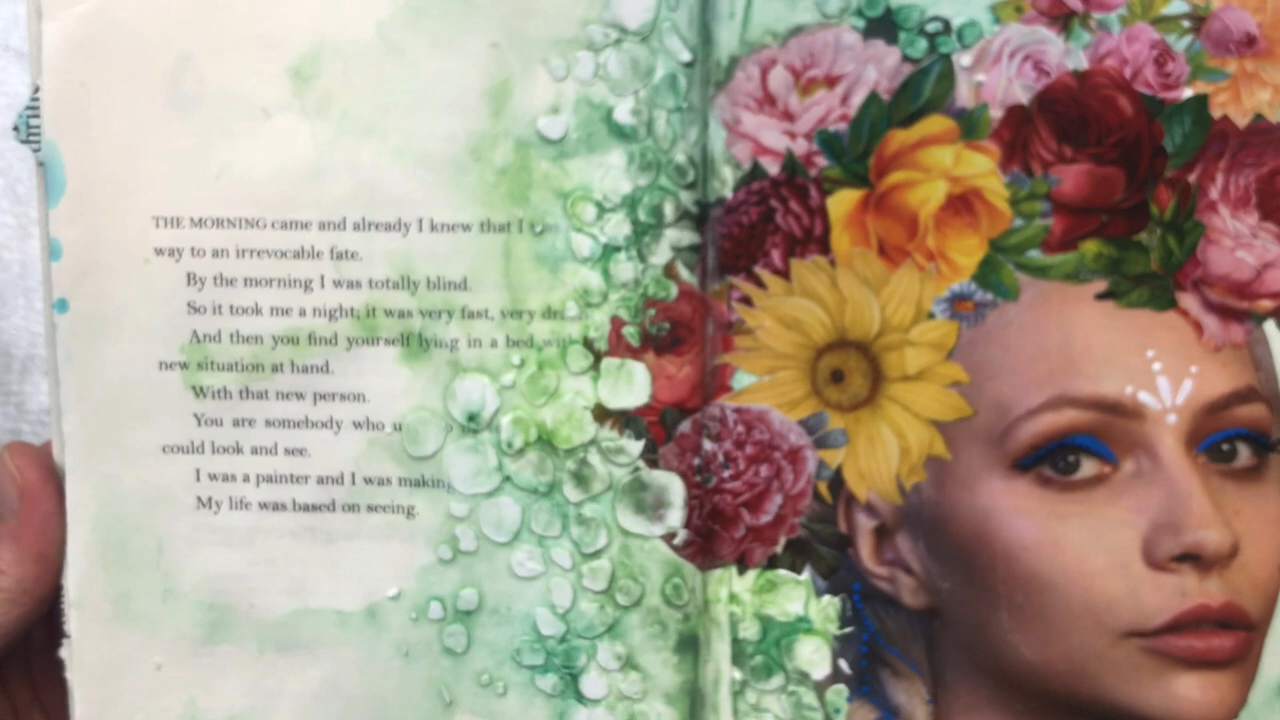 THE MORNING came and already I knew that I
way to an irrevocable fate.
By the morning I was totally blind.
So it took me a night; it was very fast, very
And then you find yourself lying in a bed with
new situation at hand.
With that new person.
You are somebody who
could look and see.
I was a painter and I was making
My life was based on seeing.